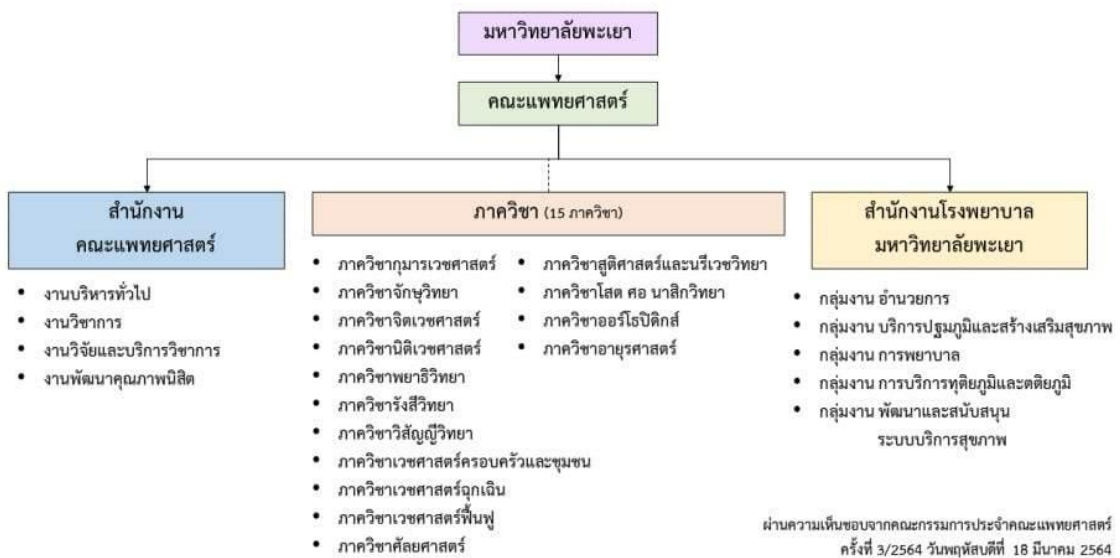 มหาวิทยาลัยพะเยา
คณะแพทยศาสตร์
สำนักงาน
คณะแพทยศาสตร์
• งานบริหารทั่วไป
• งานวิชาการ
• งานวิจัยและบริการวิชาการ
• งานพัฒนาคุณภาพนิสิต
ภาควิชา (15 ภาควิชา)
• ภาควิชากุมารเวชศาสตร์
• ภาควิชาจักษุวิทยา
• ภาควิชาจิตเวชศาสตร์
• ภาควิชานิติเวชศาสตร์
• ภาควิชาพยาธิวิทยา
• ภาควิชารังสีวิทยา
• ภาควิชาวิสัญญีวิทยา
• ภาควิชาเวชศาสตร์ครอบครัวและชุมชน
• ภาควิชาเวชศาสตร์ฉุกเฉิน
• ภาควิชาเวชศาสตร์ฟื้นฟู
• ภาควิชาศัลยศาสตร์
• ภาควิชาสูติศาสตร์และนรีเวชวิทยา
• ภาควิชาโสต ศอ นาสิกวิทยา
• ภาควิชาออร์โธปิดิกส์
• ภาควิชาอายุรศาสตร์
สำนักงานโรงพยาบาล
มหาวิทยาลัยพะเยา
• กลุ่มงาน อำนวยการ
• กลุ่มงาน บริการปฐมภูมิและสร้างเสริมสุขภาพ
• กลุ่มงาน การพยาบาล
• กลุ่มงาน การบริการทุติยภูมิและตติยภูมิ
• กลุ่มงาน พัฒนาและสนับสนุน
ระบบบริการสุขภาพ
ผ่านความเห็นชอบจากคณะกรรมการประจำคณะแพทยศาสตร์
ครั้งที่ 3/2564 วันพฤหัสบดีที่ 18 มีนาคม 2564